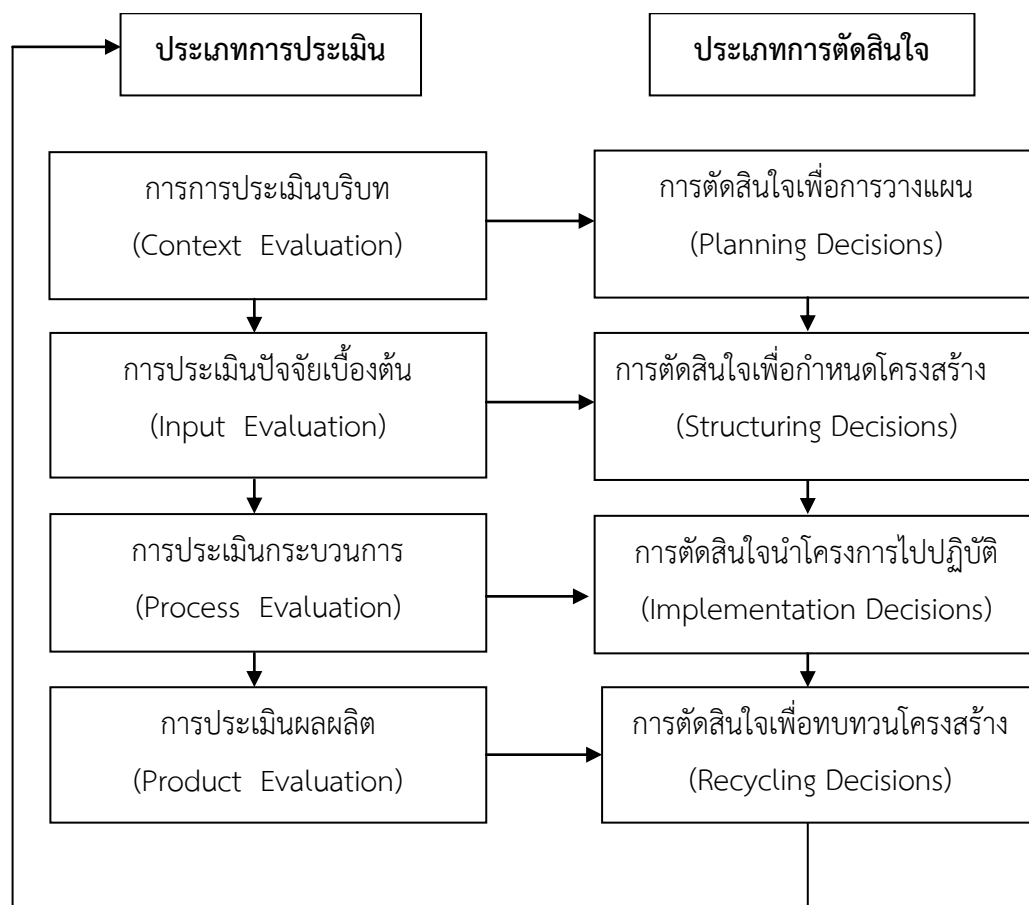 ประเภทการประเมิน
ประเภทการตัดสินใจ
การการประเมินบริบท
(Context Evaluation)
การตัดสินใจเพื่อการวางแผน
(Planning Decisions)
การประเมินปัจจัยเบื้องต้น
(Input Evaluation)
การตัดสินใจเพื่อกำหนดโครงสร้าง
(Structuring Decisions)
การประเมินกระบวนการ
(Process Evaluation)
การตัดสินใจนำโครงการไปปฏิบัติ
(Implementation Decisions)
การประเมินผลผลิต
(Product Evaluation)
การตัดสินใจเพื่อทบทวนโครงสร้าง
(Recycling Decisions)